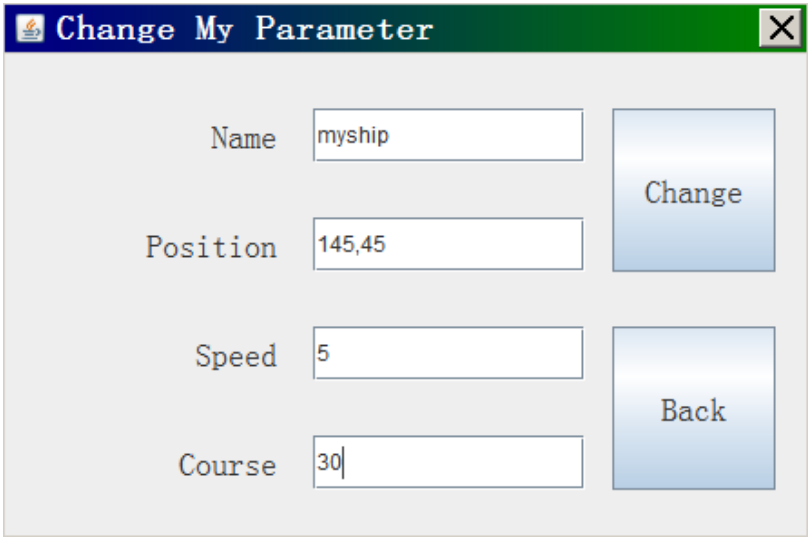 Change My Parameter
Name myship
Change
Position 145,45
Speed 5
Back
Course 30